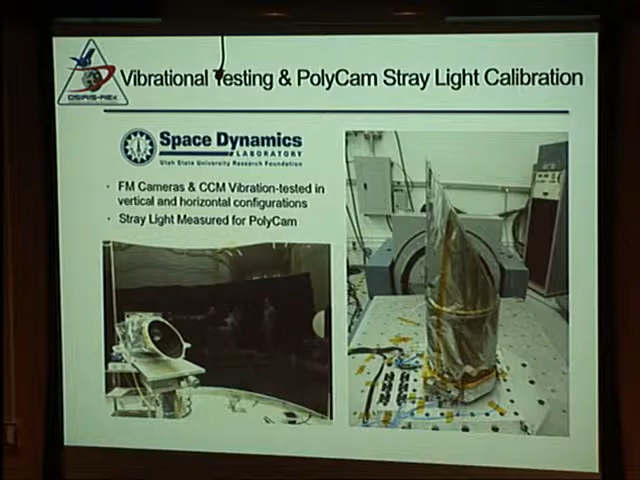 OSIRIS-REx
Vibrational Testing & PolyCam Stray Light Calibration
Space Dynamics
LABORATORY
Utah State University Research Foundation
· FM Cameras & CCM Vibration-tested in
vertical and horizontal configurations
· Stray Light Measured for PolyCam